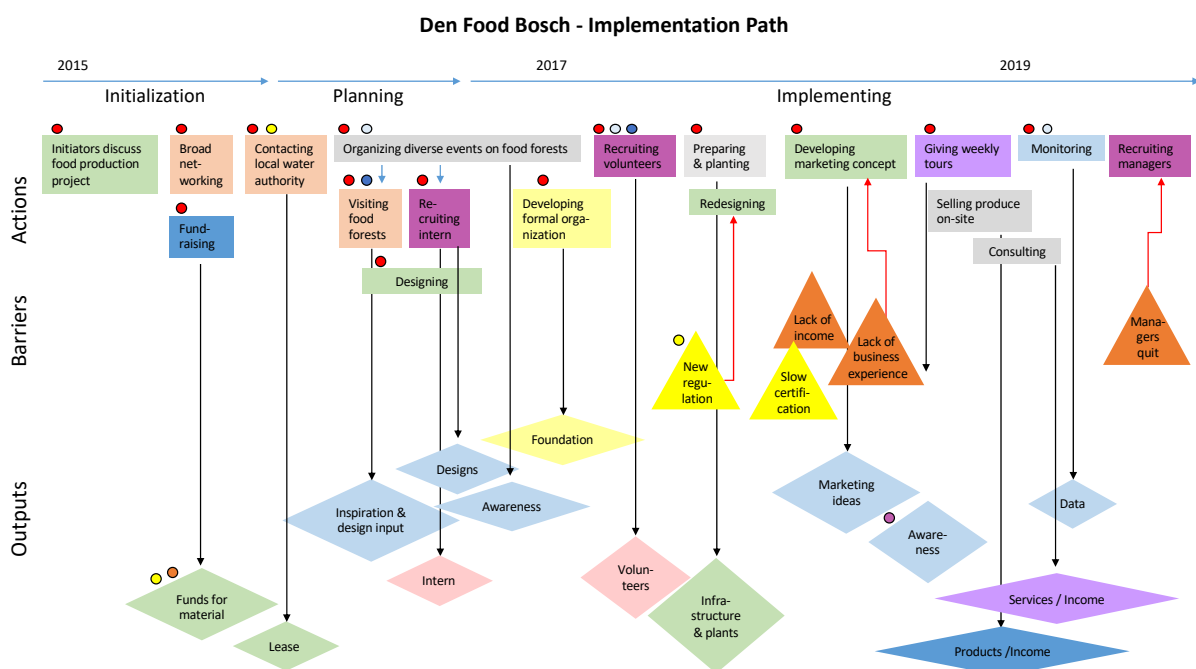 Den Food Bosch - Implementation Path
2015
2017
2019
Initialization
Planning
Implementing
Actions
Barriers
Outputs
Initiators discuss
food production
project
Broad
net-
working
Contacting
local water
authority
Organizing diverse events on food forests
Recruiting
volunteers
Preparing
& planting
Developing
marketing concept
Giving weekly
tours
Monitoring
Recruiting
managers
Fund-
raising
Visiting
food
forests
Re-
cruiting
intern
Developing
formal orga-
nization
Redesigning
Selling produce
on-site
Consulting
Designing
Lack of
income
Lack of
business
experience
New
regu-
lation
Slow
certifi-
cation
Mana-
gers
quit
Foundation
Designs
Awareness
Inspiration &
design input
Marketing
ideas
Aware-
ness
Data
Intern
Volun-
teers
Funds for
material
Lease
Infra-
structure
& plants
Services / Income
Products /Income